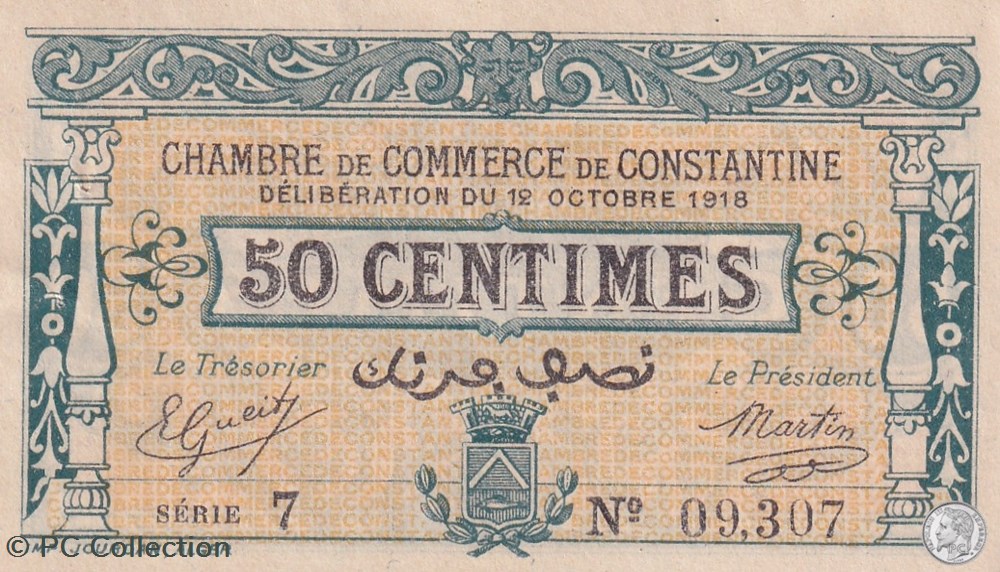 CHAMBRE DE COMMERCE DE CONSTANTINE
DÉLIBÉRATION DU 12 OCTOBRE 1918
50 CENTIMES
Le Trésorier
نصف فرنك
Le Président
EGueit
Martin
SÉRIE 7
Nº 09,307
© PC Collection